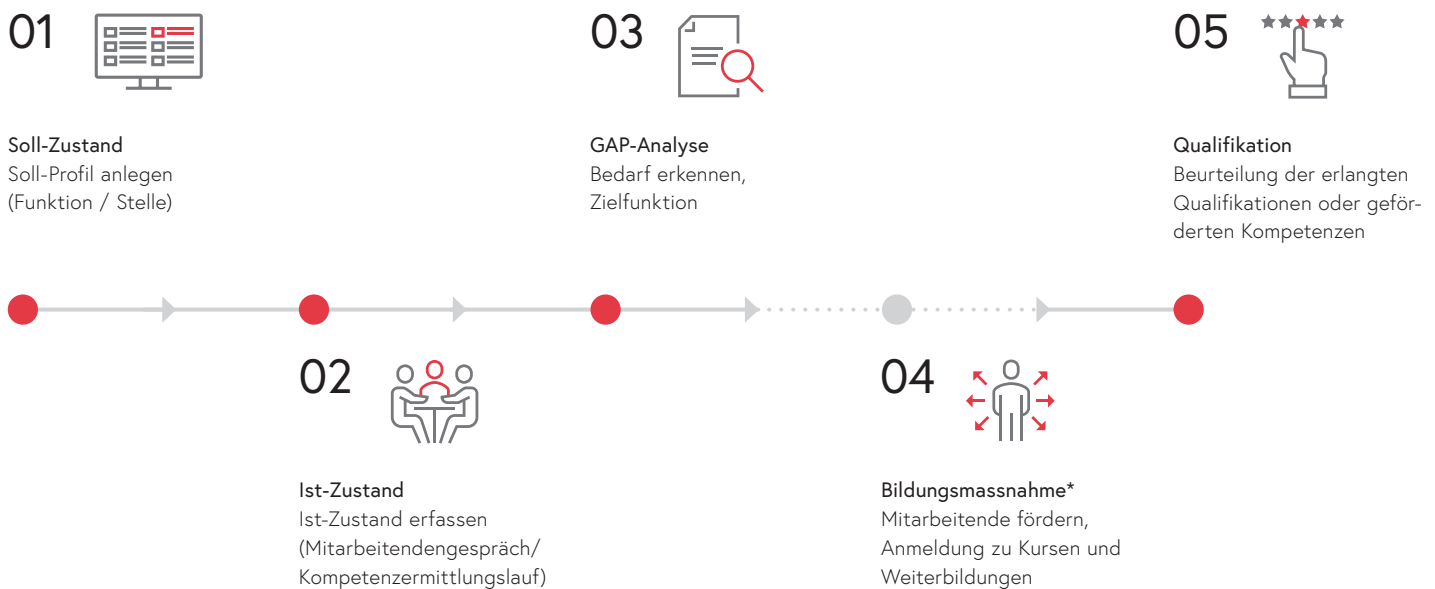 01
Soll-Zustand
Soll-Profil anlegen
(Funktion / Stelle)
02
Ist-Zustand
Ist-Zustand erfassen
(Mitarbeitendengespräch/
Kompetenzermittlungslauf)
03
GAP-Analyse
Bedarf erkennen,
Zielfunktion
04
Bildungsmassnahme*
Mitarbeitende fördern,
Anmeldung zu Kursen und
Weiterbildungen
05
Qualifikation
Beurteilung der erlangten
Qualifikationen oder geför-
derten Kompetenzen